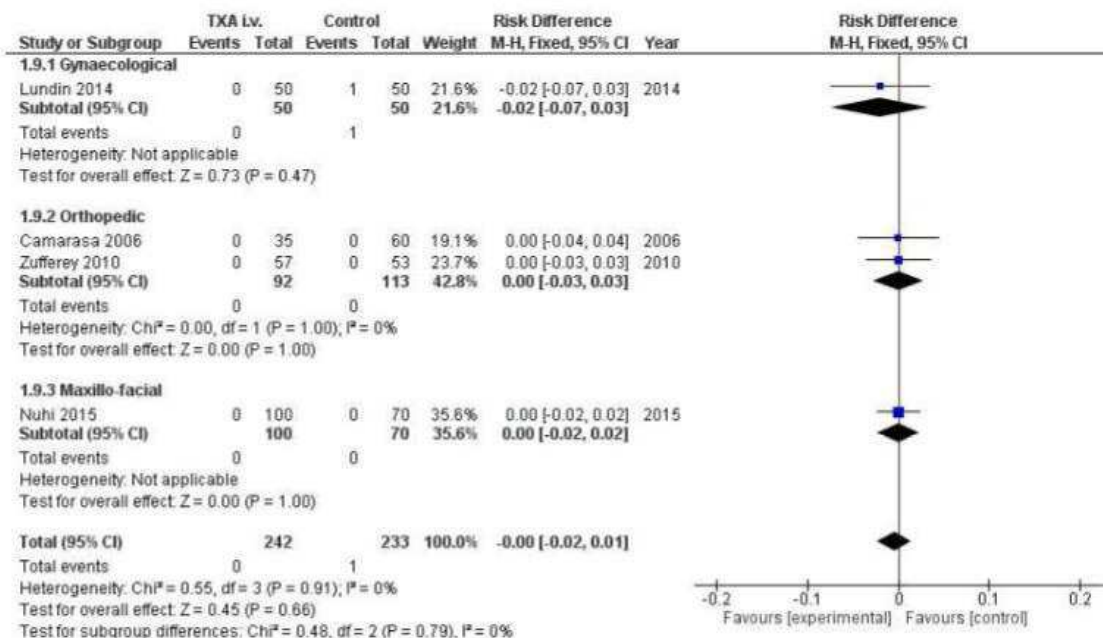 TXA i.v. Control Risk Difference Risk Difference
Study or Subgroup Events Total Events Total Weight M-H, Fixed, 95% CI Year M-H, Fixed, 95% CI
1.9.1 Gynaecological
Lundin 2014 0 50 1 50 21.6% -0.02 [-0.07, 0.03] 2014
Subtotal (95% CI) 50 50 21.6% -0.02 [-0.07, 0.03]
Total events 0 1
Heterogeneity: Not applicable
Test for overall effect: Z = 0.73 (P = 0.47)
1.9.2 Orthopedic
Camarasa 2006 0 35 0 60 19.1% 0.00 [-0.04, 0.04] 2006
Zufferey 2010 0 57 0 53 23.7% 0.00 [-0.03, 0.03] 2010
Subtotal (95% CI) 92 113 42.8% 0.00 [-0.03, 0.03]
Total events 0 0
Heterogeneity: Chi² = 0.00, df = 1 (P = 1.00); I² = 0%
Test for overall effect: Z = 0.00 (P = 1.00)
1.9.3 Maxillo-facial
Nuhi 2015 0 100 0 70 35.6% 0.00 [-0.02, 0.02] 2015
Subtotal (95% CI) 100 70 35.6% 0.00 [-0.02, 0.02]
Total events 0 0
Heterogeneity: Not applicable
Test for overall effect: Z = 0.00 (P = 1.00)
Total (95% CI) 242 233 100.0% -0.00 [-0.02, 0.01]
Total events 0 1
Heterogeneity: Chi² = 0.55, df = 3 (P = 0.91); I² = 0%
Test for overall effect: Z = 0.45 (P = 0.66)
Test for subgroup differences: Chi² = 0.48, df = 2 (P = 0.79), I² = 0%
-0.2 -0.1 0 0.1 0.2
Favours [experimental] Favours [control]